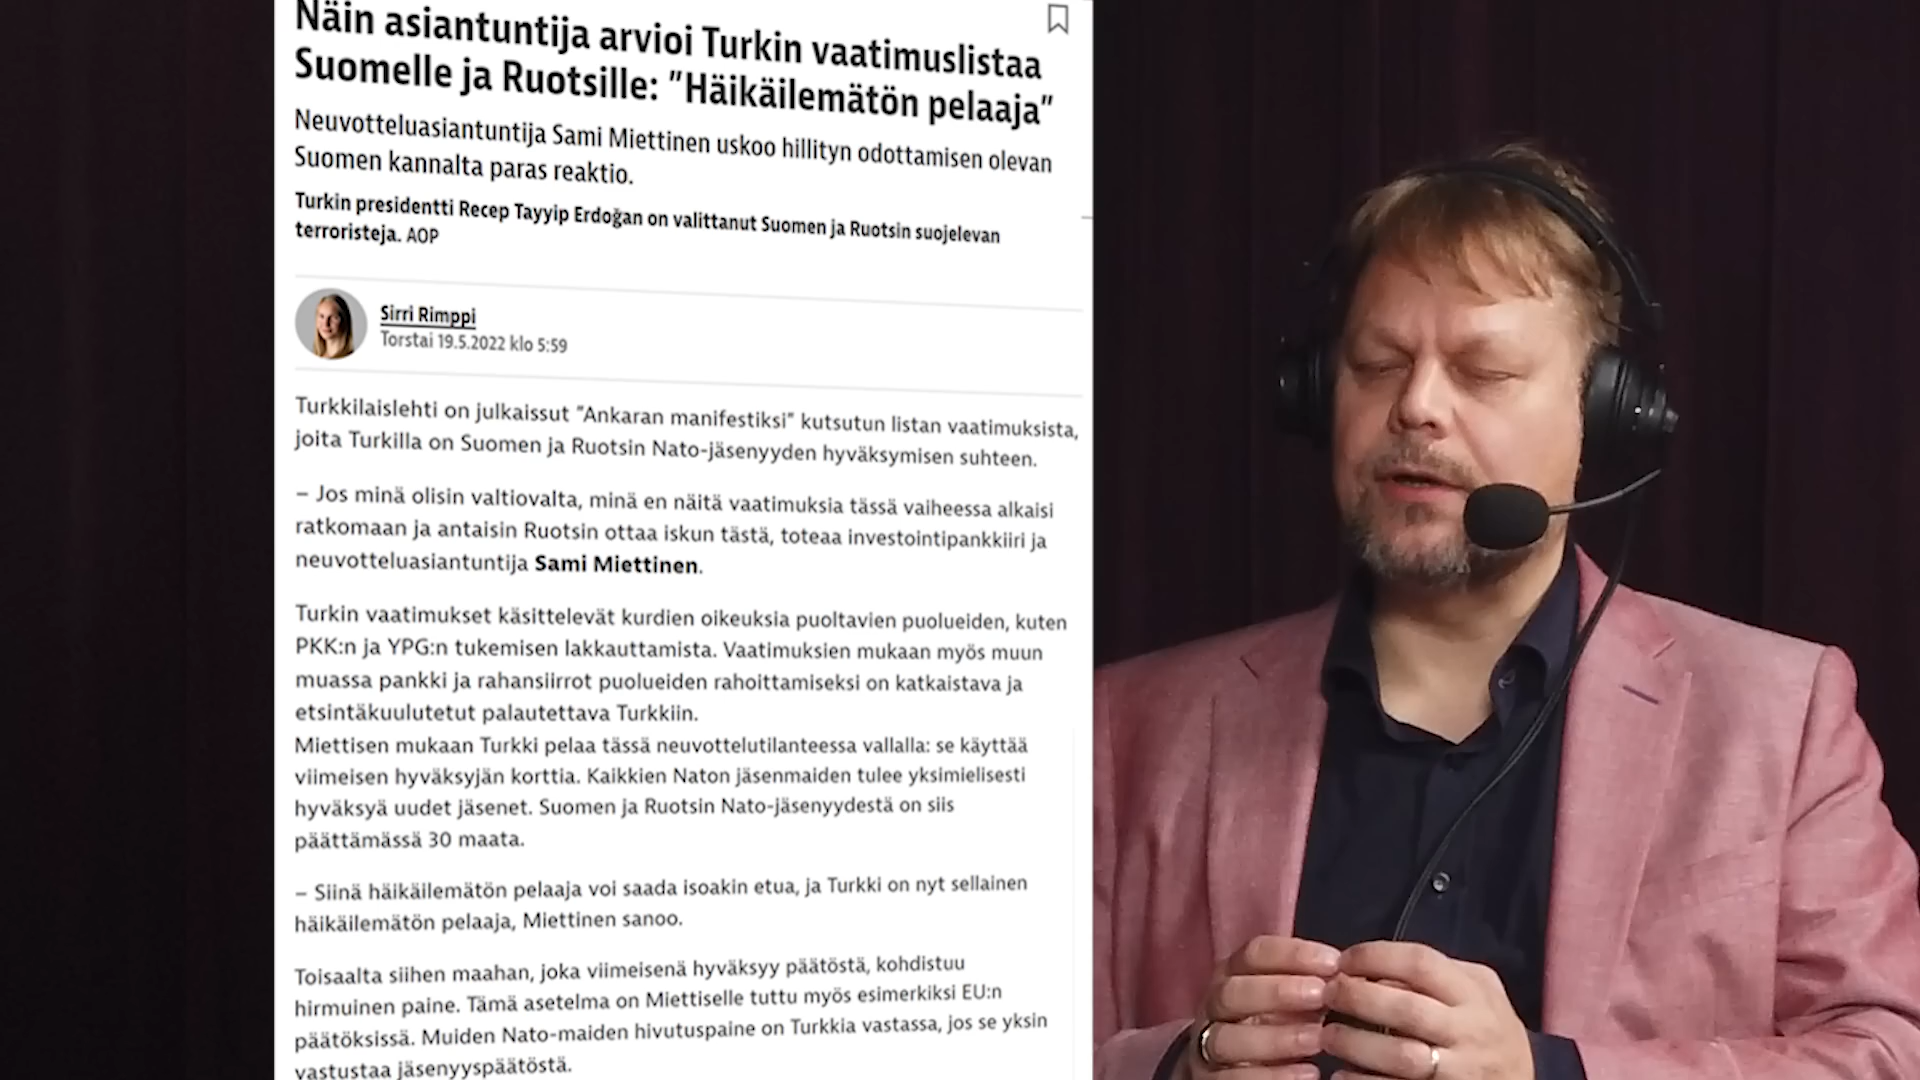 Näin asiantuntija arvioi Turkin vaatimuslistaa
Suomelle ja Ruotsille: ”Häikäilemätön pelaaja”
Neuvotteluasiantuntija Sami Miettinen uskoo hillityn odottamisen olevan
Suomen kannalta paras reaktio.
Turkin presidentti Recep Tayyip Erdoğan on valittanut Suomen ja Ruotsin suojelevan
terroristeja. AOP
Sirri Rimppi
Torstai 19.5.2022 klo 5:59
Turkkilaislehti on julkaissut ”Ankaran manifestiksi” kutsutun listan vaatimuksista,
joita Turkilla on Suomen ja Ruotsin Nato-jäsenyyden hyväksymisen suhteen.
– Jos minä olisin valtiovalta, minä en näitä vaatimuksia tässä vaiheessa alkaisi
ratkomaan ja antaisin Ruotsin ottaa iskun tästä, toteaa investointipankkiiri ja
neuvotteluasiantuntija Sami Miettinen.
Turkin vaatimukset käsittelevät kurdien oikeuksia puoltavien puolueiden, kuten
PKK:n ja YPG:n tukemisen lakkauttamista. Vaatimuksien mukaan myös muun
muassa pankki ja rahansiirrot puolueiden rahoittamiseksi on katkaistava ja
etsintäkuulutetut palautettava Turkkiin.
Miettisen mukaan Turkki pelaa tässä neuvottelutilanteessa vallalla: se käyttää
viimeisen hyväksyjän korttia. Kaikkien Naton jäsenmaiden tulee yksimielisesti
hyväksyä uudet jäsenet. Suomen ja Ruotsin Nato-jäsenyydestä on siis
päättämässä 30 maata.
– Siinä häikäilemätön pelaaja voi saada isoakin etua, ja Turkki on nyt sellainen
häikäilemätön pelaaja, Miettinen sanoo.
Toisaalta siihen maahan, joka viimeisenä hyväksyy päätöstä, kohdistuu
hirmuinen paine. Tämä asetelma on Miettiselle tuttu myös esimerkiksi EU:n
päätöksissä. Muiden Nato-maiden hivutuspaine on Turkkia vastassa, jos se yksin
vastustaa jäsenyyspäätöstä.